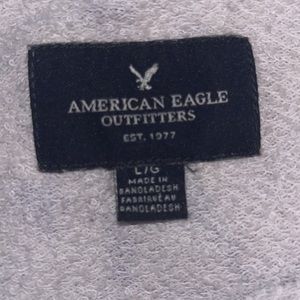 AMERICAN EAGLE
OUTFITTERS
EST. 1977
L/G
MADE IN
BANGLADESH
FABRIQUÉ AU
BANGLADESH